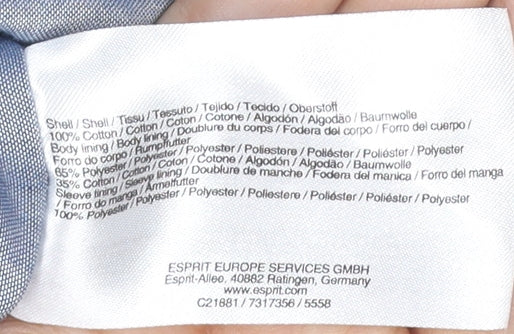 Shell / Shell / Tissu / Tessuto / Tejido / Tecido / Oberstoff
100% Cotton / Cotton / Coton / Cotone / Algodón / Algodão / Baumwolle
Body lining / Body lining / Doublure du corps / Fodera del corpo / Forro del cuerpo /
Forro do corpo / Rumpffutter
65% Polyester / Polyester / Polyester / Poliestere / Poliéster / Poliéster / Polyester
35% Cotton / Cotton / Coton / Cotone / Algodón / Algodão / Baumwolle
Sleeve lining / Sleeve lining / Doublure de manche / Fodera del manica / Forro del manga
/ Forro do manga / Ärmelfutter
100% Polyester / Polyester / Polyester / Poliestere / Poliéster / Poliéster / Polyester
ESPRIT EUROPE SERVICES GMBH
Esprit-Allee, 40882 Ratingen, Germany
www.esprit.com
C21881 / 7317356 / 5558